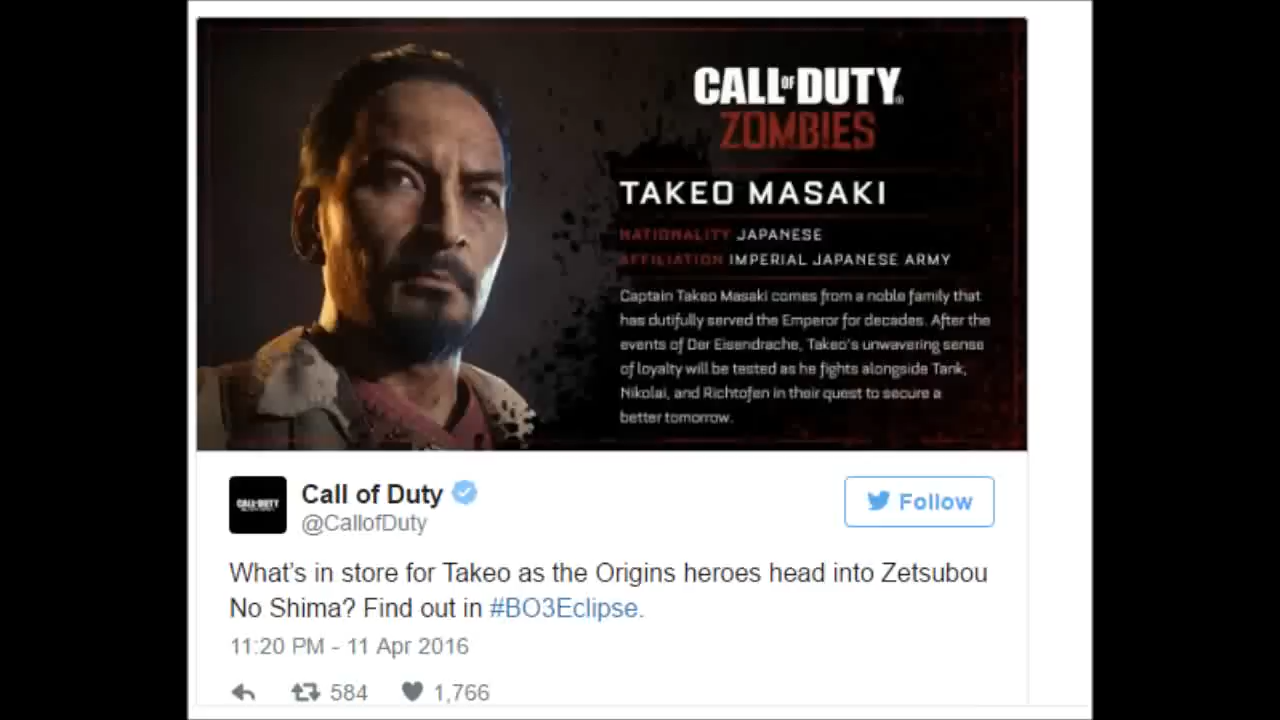 CALL OF DUTY
ZOMBIES
TAKEO MASAKI
NATIONALITY JAPANESE
AFFILIATION IMPERIAL JAPANESE ARMY
Captain Takeo Masaki comes from a noble family that
has dutifully served the Emperor for decades. After the
events of Der Eisendrache, Takeo's unwavering sense
of loyalty will be tested as he fights alongside Tank,
Nikolai, and Richtofen in their quest to secure a
better tomorrow.
CALL OF DUTY
Call of Duty
@CallofDuty
Follow
What's in store for Takeo as the Origins heroes head into Zetsubou
No Shima? Find out in #BO3Eclipse.
11:20 PM - 11 Apr 2016
584 1,766